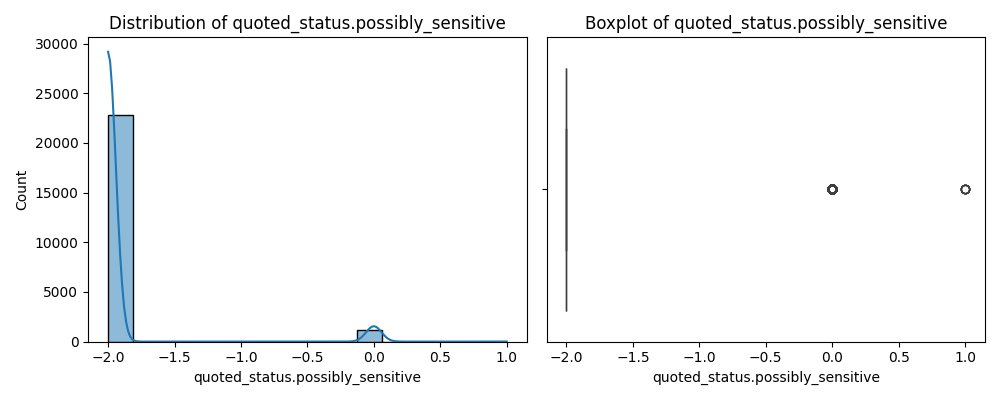 Distribution of quoted_status.possibly_sensitive
Boxplot of quoted_status.possibly_sensitive
30000
25000
20000
15000
10000
5000
0
Count
−2.0 −1.5 −1.0 −0.5 0.0 0.5 1.0
quoted_status.possibly_sensitive
−2.0 −1.5 −1.0 −0.5 0.0 0.5 1.0
quoted_status.possibly_sensitive